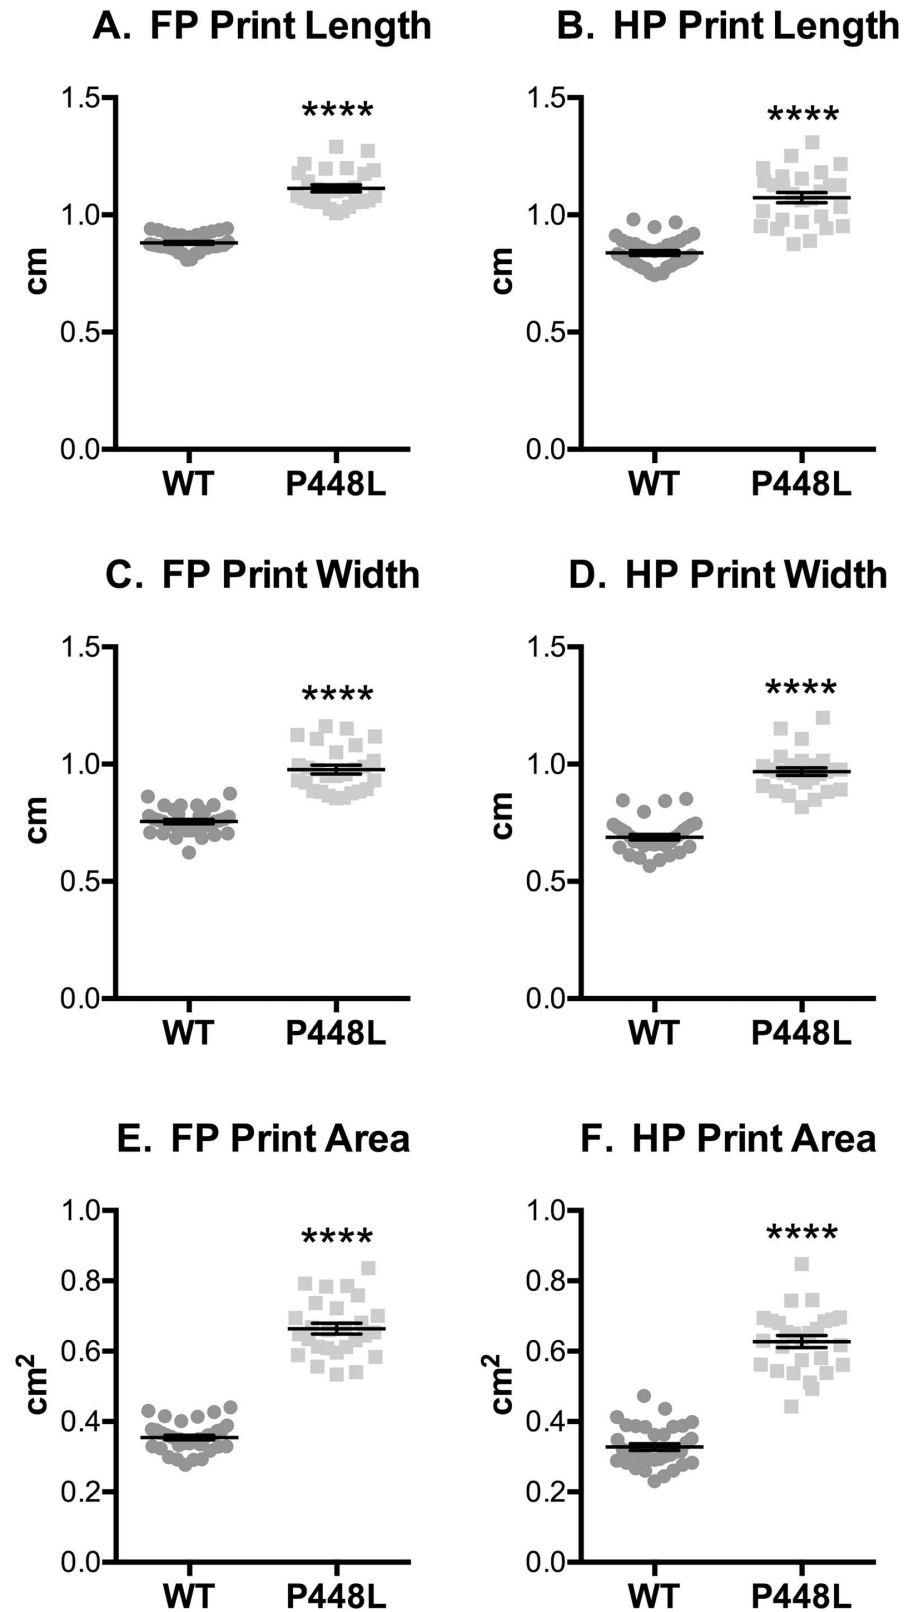 A. FP Print Length
B. HP Print Length
1.5
1.0
0.5
0.0
cm
****
WT
P448L
1.5
1.0
0.5
0.0
cm
****
WT
P448L
C. FP Print Width
D. HP Print Width
1.5
1.0
0.5
0.0
cm
****
WT
P448L
1.5
1.0
0.5
0.0
cm
****
WT
P448L
E. FP Print Area
F. HP Print Area
1.0
0.8
0.6
0.4
0.2
0.0
cm²
****
WT
P448L
1.0
0.8
0.6
0.4
0.2
0.0
cm²
****
WT
P448L